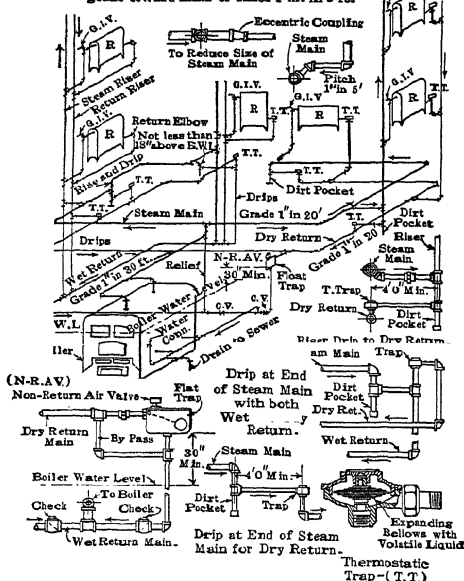 Eccentric Coupling
To Reduce Size of
Steam Main
Steam
Main
Pitch
1"in 5'
G.I.V.
R
Steam Riser
Return Riser
G.I.V.
R
Return Elbow
Not less than
18"above B.W.L.
G.I.V.
R
T.T.
G.I.V
R
T.T.
G.I.V
R
T.T.
G.I.V.
R
T.T.
Rise and Drip
T.T.
T.T.
T.T.
Dirt Pocket
Drips
Steam Main
Grade 1"in 20'
T.T.
Dirt
Pocket
Drips
Dry Return
Grade 1"in 20'
Wet Return
Grade 1"in 20 ft.
Relief
N-R.AV.
30"Min.
Float
Trap
Boiler Water Level
Water
Conn.
C.V.
C.V.
Drain to Sewer
W.L
iler
Riser
Steam
Main
4'0"Min.
T.Trap
Dry Return
Dirt
Pocket
Riser Drip to Dry Return
(N-R.AV.)
Non-Return Air Valve
Flat
Trap
Dry Return
Main
By Pass
30"
Min.
Boiler Water Level
To Boiler
Check
Check
Wet Return Main
Drip at End
of Steam Main
with both
Wet y
Return.
am Main
Trap
Dirt
Pocket
Dry Ret.
Wet Return
Steam Main
4'0"Min.
Dirt
Pocket
Trap
Drip at End of Steam
Main for Dry Return.
Expanding
Bellows with
Volatile Liquid
Thermostatic
Trap-(T.T.)